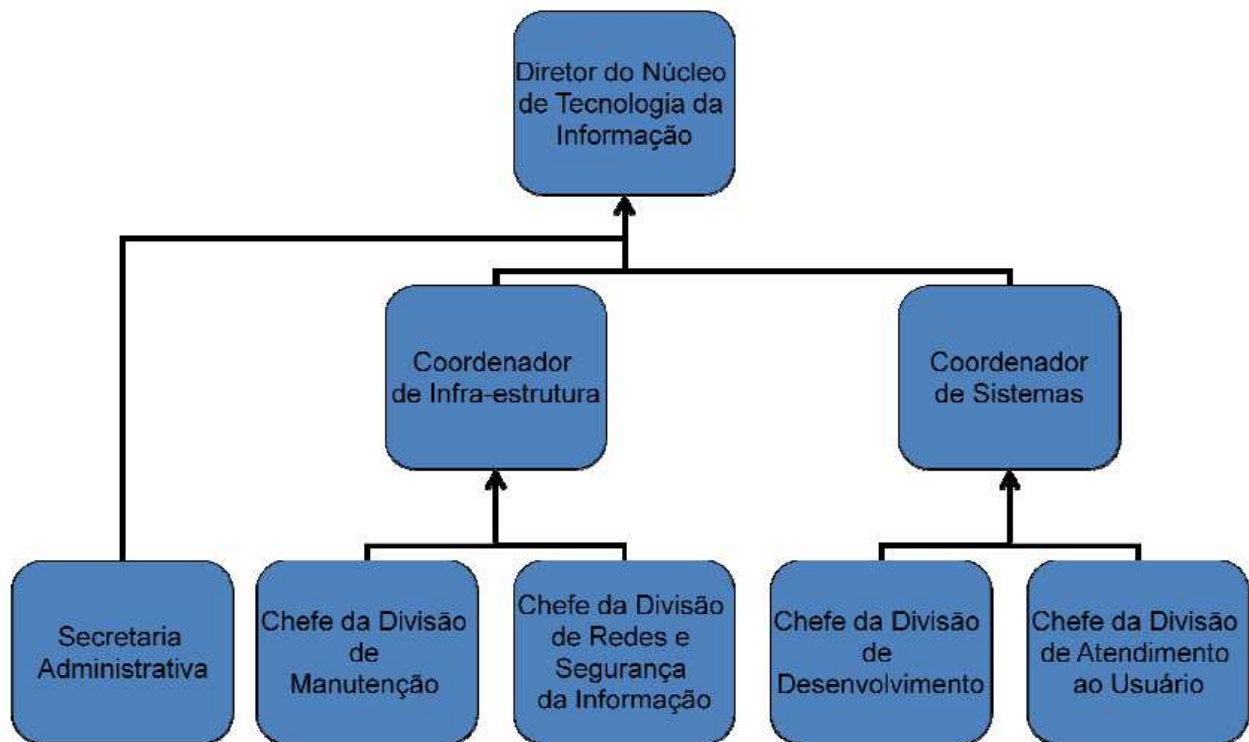 Diretor do Núcleo
de Tecnologia da
Informação
Coordenador
de Infra-estrutura
Coordenador
de Sistemas
Secretaria
Administrativa
Chefe da Divisão
de
Manutenção
Chefe da Divisão
de Redes e
Segurança
da Informação
Chefe da Divisão
de
Desenvolvimento
Chefe da Divisão
de Atendimento
ao Usuário